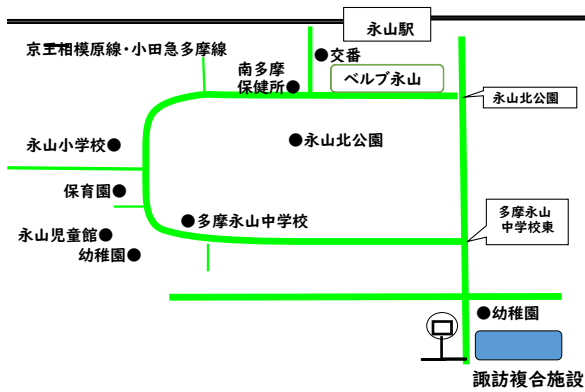 永山駅
京王相模原線・小田急多摩線
交番
南多摩
保健所
ベルブ永山
永山北公園
永山小学校
永山北公園
保育園
多摩永山中学校
多摩永山
中学校東
永山児童館
幼稚園
幼稚園
諏訪複合施設